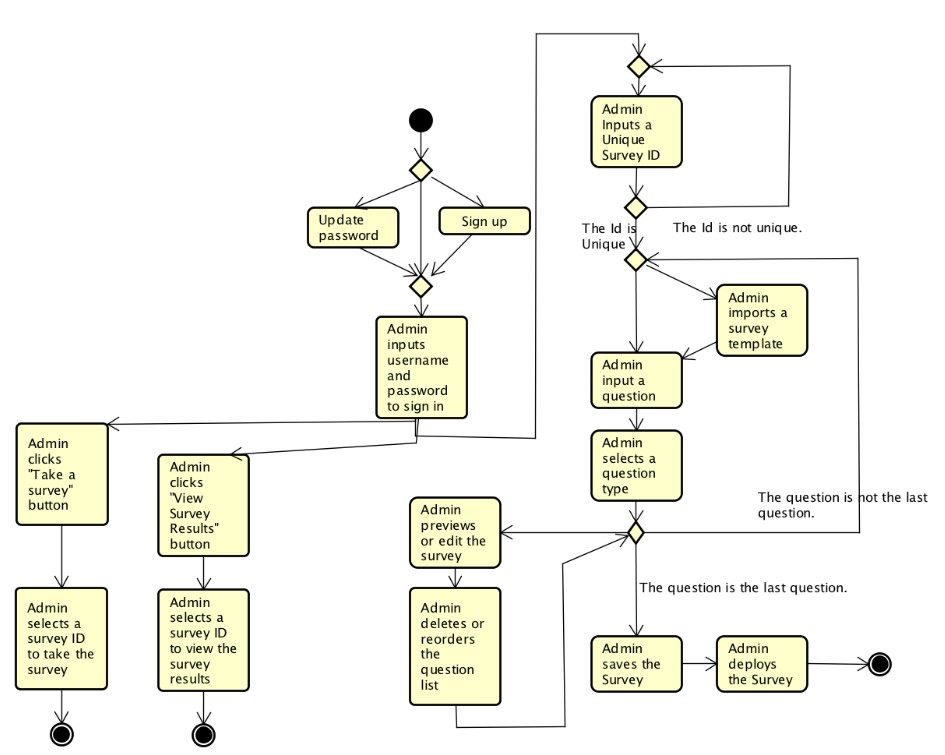 Admin
Inputs a
Unique
Survey ID
Update
password
Sign up
The Id is
Unique
The Id is not unique.
Admin
imports a
survey
template
Admin
inputs
username
and
password
to sign in
Admin
input a
question
Admin
clicks
"Take a
survey"
button
Admin
clicks
"View
Survey
Results"
button
Admin
selects a
question
type
The question is not the last
question.
Admin
previews
or edit the
survey
Admin
selects a
survey ID
to take the
survey
Admin
selects a
survey ID
to view the
survey
results
Admin
deletes or
reorders
the
question
list
The question is the last question.
Admin
saves the
Survey
Admin
deploys
the Survey